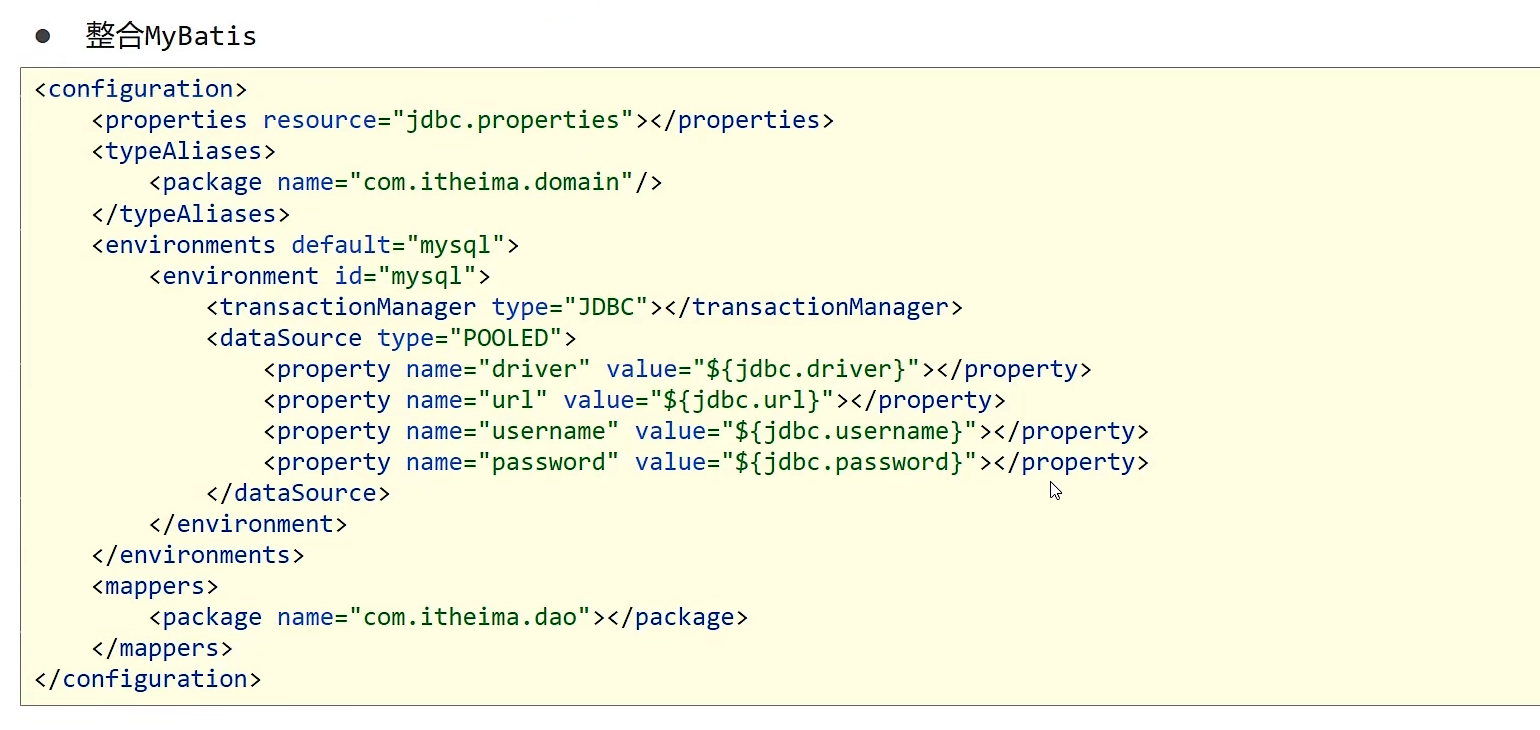 ● 整合MyBatis
<configuration>
    <properties resource="jdbc.properties"></properties>
    <typeAliases>
        <package name="com.itheima.domain"/>
    </typeAliases>
    <environments default="mysql">
        <environment id="mysql">
            <transactionManager type="JDBC"></transactionManager>
            <dataSource type="POOLED">
                <property name="driver" value="${jdbc.driver}"></property>
                <property name="url" value="${jdbc.url}"></property>
                <property name="username" value="${jdbc.username}"></property>
                <property name="password" value="${jdbc.password}"></property>
            </dataSource>
        </environment>
    </environments>
    <mappers>
        <package name="com.itheima.dao"></package>
    </mappers>
</configuration>